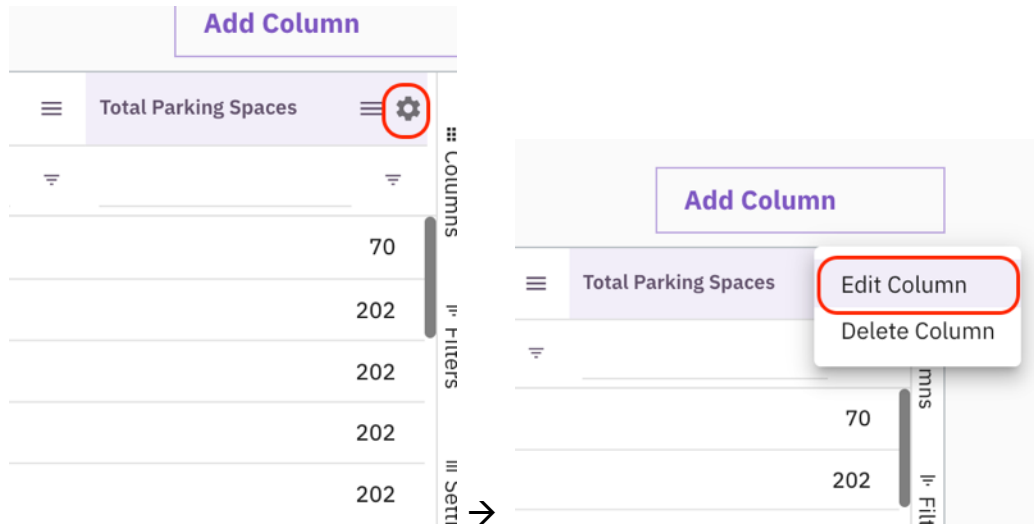 Add Column
Total Parking Spaces
Columns
70
202
Filters
202
202
202
→
Add Column
Total Parking Spaces
Edit Column
Delete Column
70
202